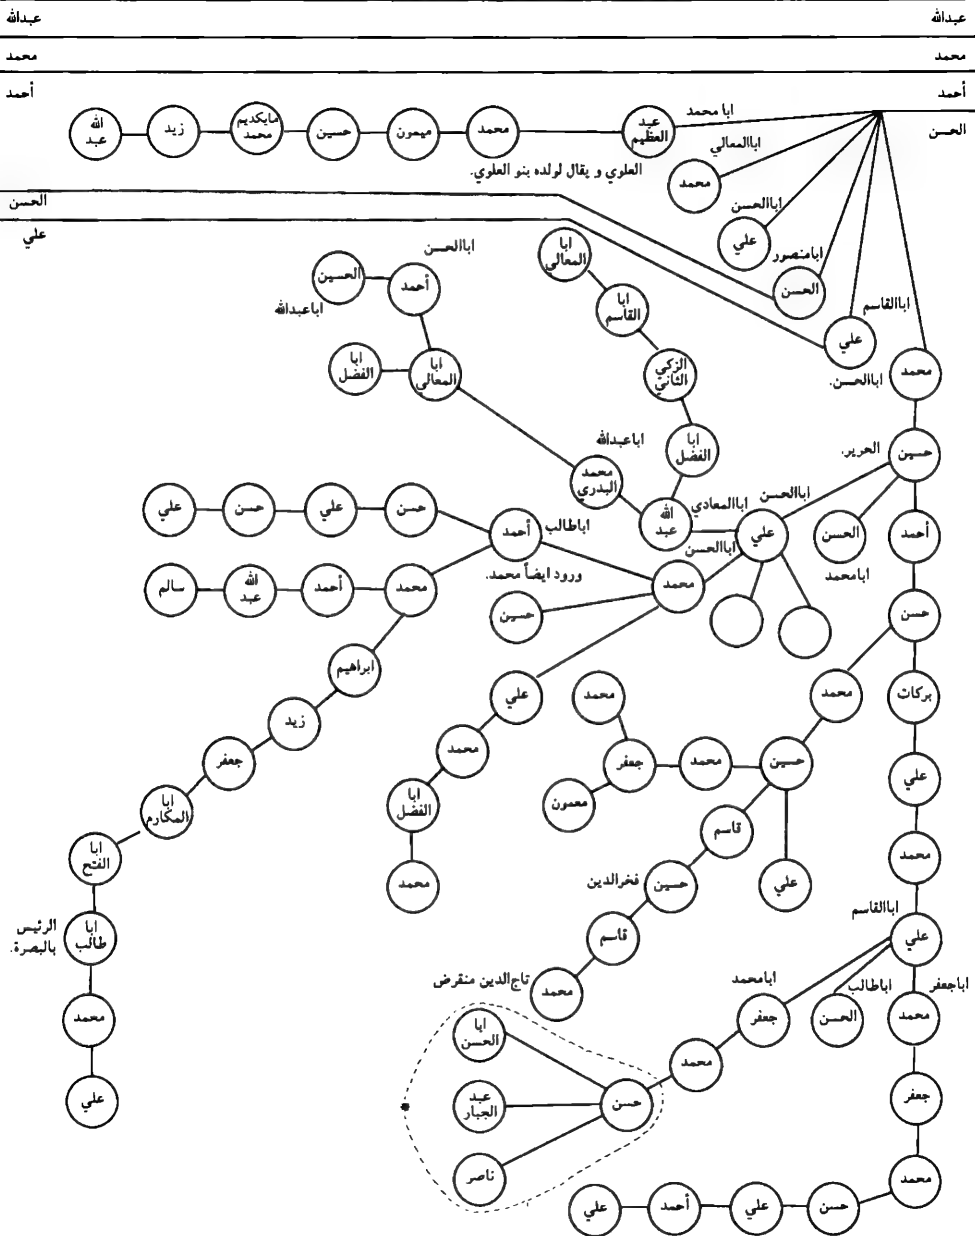 عبدالله عبدالله
محمد محمد
أحمد أحمد
الحسن
ابا محمد
عبد العظيم
محمد
ميمون
حسين
مايكديم محمد
زيد
الله عبد
العلوي و يقال لولده بنو العلوي.
اباالمعالي
محمد
اباالحسن
علي
ابامنصور
الحسن
اباالقاسم
علي
الحسن
علي
محمد
اباالحسن.
ابا المعالي
ابا القاسم
الزكي الثاني
ابا الفضل
اباالحسن
أحمد
الحسين
اباعبدالله
ابا المعالي
ابا الفضل
اباعبدالله
محمد البدري
حسين
الحرير.
اباالحسن
علي
اباالمعادي
الله عبد
الحسن
ابامحمد
أحمد
اباالحسن
محمد
اباطالب
أحمد
ورود ايضاً محمد.
حسين
حسن
علي
حسن
علي
محمد
أحمد
الله عبد
سالم
ابراهيم
زيد
جعفر
ابا المكارم
ابا الفتح
ابا طالب
الرئيس
بالبصرة.
محمد
علي
علي
محمد
ابا الفضل
محمد
حسن
محمد
حسين
محمد
جعفر
محمد
معمون
علي
قاسم
حسين
فخرالدين
قاسم
محمد
تاج‌الدين منقرض
بركات
علي
محمد
اباالقاسم
علي
اباجعفر
محمد
اباطالب
الحسن
ابامحمد
جعفر
محمد
حسن
ابا الحسن
عبد الجبار
ناصر
جعفر
محمد
حسن
علي
أحمد
علي